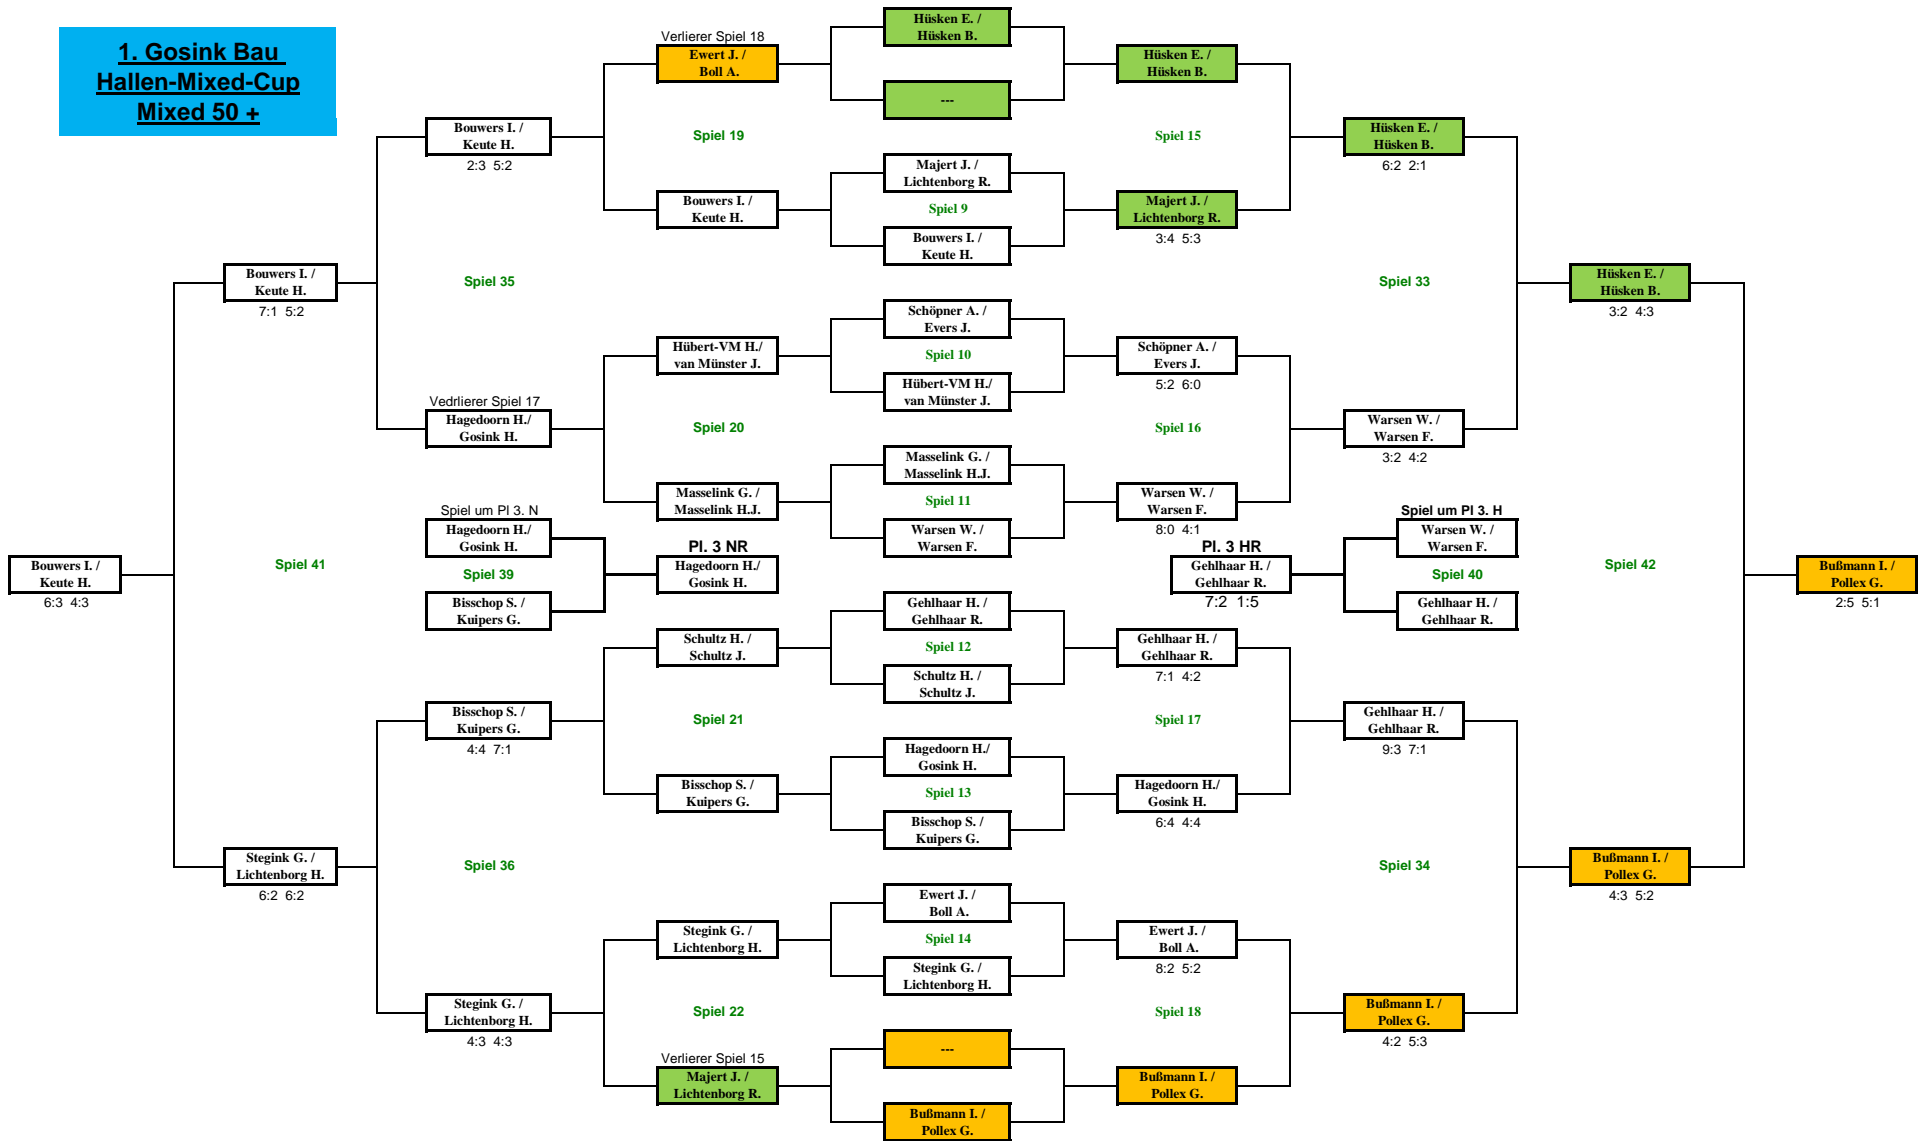 1. Gosink Bau
Hallen-Mixed-Cup
Mixed 50 +
Verlierer Spiel 18
Ewert J. /
Boll A.
Hüsken E. /
Hüsken B.
---
Hüsken E. /
Hüsken B.
Bouwers I. /
Keute H.
2:3 5:2
Spiel 19
Spiel 15
Hüsken E. /
Hüsken B.
6:2 2:1
Bouwers I. /
Keute H.
Majert J. /
Lichtenborg R.
Spiel 9
Bouwers I. /
Keute H.
Majert J. /
Lichtenborg R.
3:4 5:3
Bouwers I. /
Keute H.
7:1 5:2
Spiel 35
Spiel 33
Hüsken E. /
Hüsken B.
3:2 4:3
Hübert-VM H./
van Münster J.
Schöpner A. /
Evers J.
Spiel 10
Hübert-VM H./
van Münster J.
Schöpner A. /
Evers J.
5:2 6:0
Vedrlierer Spiel 17
Hagedoorn H./
Gosink H.
Spiel 20
Spiel 16
Warsen W. /
Warsen F.
3:2 4:2
Masselink G. /
Masselink H.J.
Masselink G. /
Masselink H.J.
Spiel 11
Warsen W. /
Warsen F.
Warsen W. /
Warsen F.
8:0 4:1
Spiel um Pl 3. N
Hagedoorn H./
Gosink H.
Spiel 39
Bisschop S. /
Kuipers G.
Pl. 3 NR
Hagedoorn H./
Gosink H.
Pl. 3 HR
Gehlhaar H. /
Gehlhaar R.
7:2 1:5
Spiel um Pl 3. H
Warsen W. /
Warsen F.
Spiel 40
Gehlhaar H. /
Gehlhaar R.
Bouwers I. /
Keute H.
6:3 4:3
Spiel 41
Spiel 42
Bußmann I. /
Pollex G.
2:5 5:1
Schultz H. /
Schultz J.
Gehlhaar H. /
Gehlhaar R.
Spiel 12
Schultz H. /
Schultz J.
Gehlhaar H. /
Gehlhaar R.
7:1 4:2
Bisschop S. /
Kuipers G.
4:4 7:1
Spiel 21
Spiel 17
Gehlhaar H. /
Gehlhaar R.
9:3 7:1
Bisschop S. /
Kuipers G.
Hagedoorn H./
Gosink H.
Spiel 13
Bisschop S. /
Kuipers G.
Hagedoorn H./
Gosink H.
6:4 4:4
Stegink G. /
Lichtenborg H.
6:2 6:2
Spiel 36
Spiel 34
Bußmann I. /
Pollex G.
4:3 5:2
Stegink G. /
Lichtenborg H.
Ewert J. /
Boll A.
Spiel 14
Stegink G. /
Lichtenborg H.
Ewert J. /
Boll A.
8:2 5:2
Stegink G. /
Lichtenborg H.
4:3 4:3
Spiel 22
Spiel 18
Bußmann I. /
Pollex G.
4:2 5:3
Verlierer Spiel 15
Majert J. /
Lichtenborg R.
---
Bußmann I. /
Pollex G.
Bußmann I. /
Pollex G.